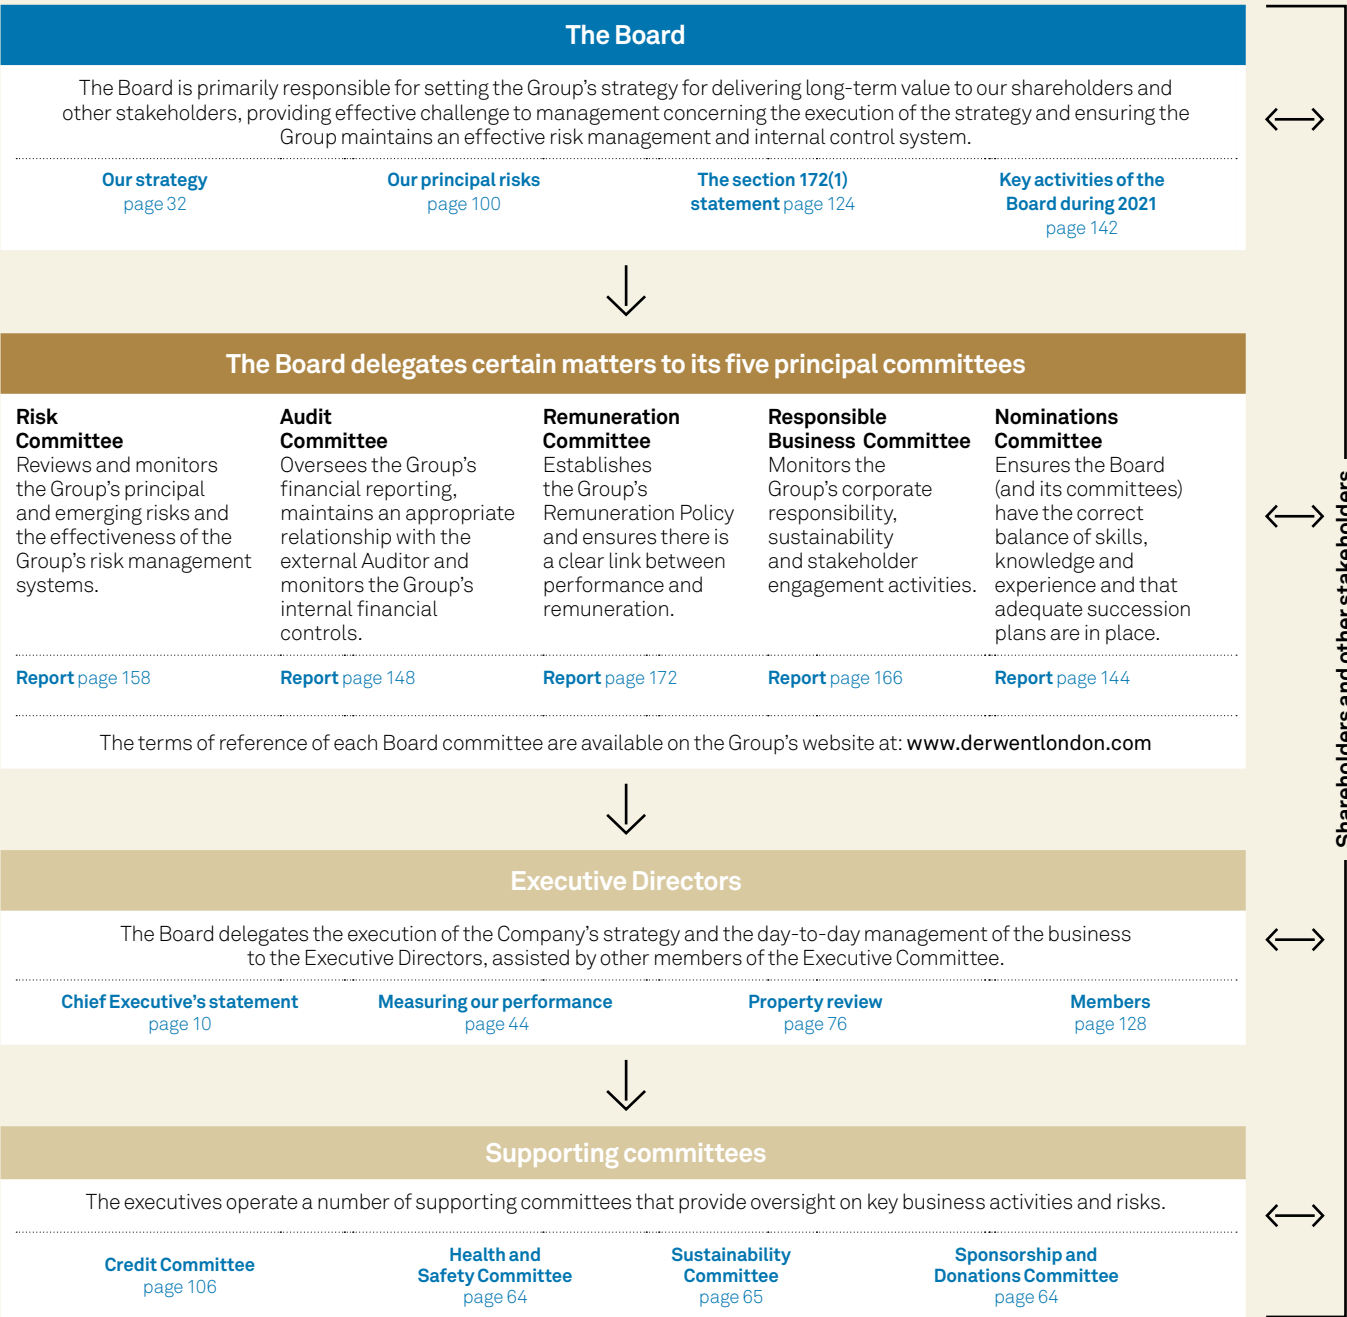 The Board
The Board is primarily responsible for setting the Group's strategy for delivering long-term value to our shareholders and
other stakeholders, providing effective challenge to management concerning the execution of the strategy and ensuring the
Group maintains an effective risk management and internal control system.
Our strategy
page 32
Our principal risks
page 100
The section 172(1)
statement page 124
Key activities of the
Board during 2021
page 142
The Board delegates certain matters to its five principal committees
Risk
Committee
Reviews and monitors
the Group's principal
and emerging risks and
the effectiveness of the
Group's risk management
systems.
Report page 158
Audit
Committee
Oversees the Group's
financial reporting,
maintains an appropriate
relationship with the
external Auditor and
monitors the Group's
internal financial
controls.
Report page 148
Remuneration
Committee
Establishes
the Group's
Remuneration Policy
and ensures there is
a clear link between
performance and
remuneration.
Report page 172
Responsible
Business Committee
Monitors the
Group's corporate
responsibility,
sustainability
and stakeholder
engagement activities.
Report page 166
Nominations
Committee
Ensures the Board
(and its committees)
have the correct
balance of skills,
knowledge and
experience and that
adequate succession
plans are in place.
Report page 144
The terms of reference of each Board committee are available on the Group's website at: www.derwentlondon.com
Executive Directors
The Board delegates the execution of the Company's strategy and the day-to-day management of the business
to the Executive Directors, assisted by other members of the Executive Committee.
Chief Executive's statement
page 10
Measuring our performance
page 44
Property review
page 76
Members
page 128
Supporting committees
The executives operate a number of supporting committees that provide oversight on key business activities and risks.
Credit Committee
page 106
Health and
Safety Committee
page 64
Sustainability
Committee
page 65
Sponsorship and
Donations Committee
page 64
Shareholders and other stakeholders